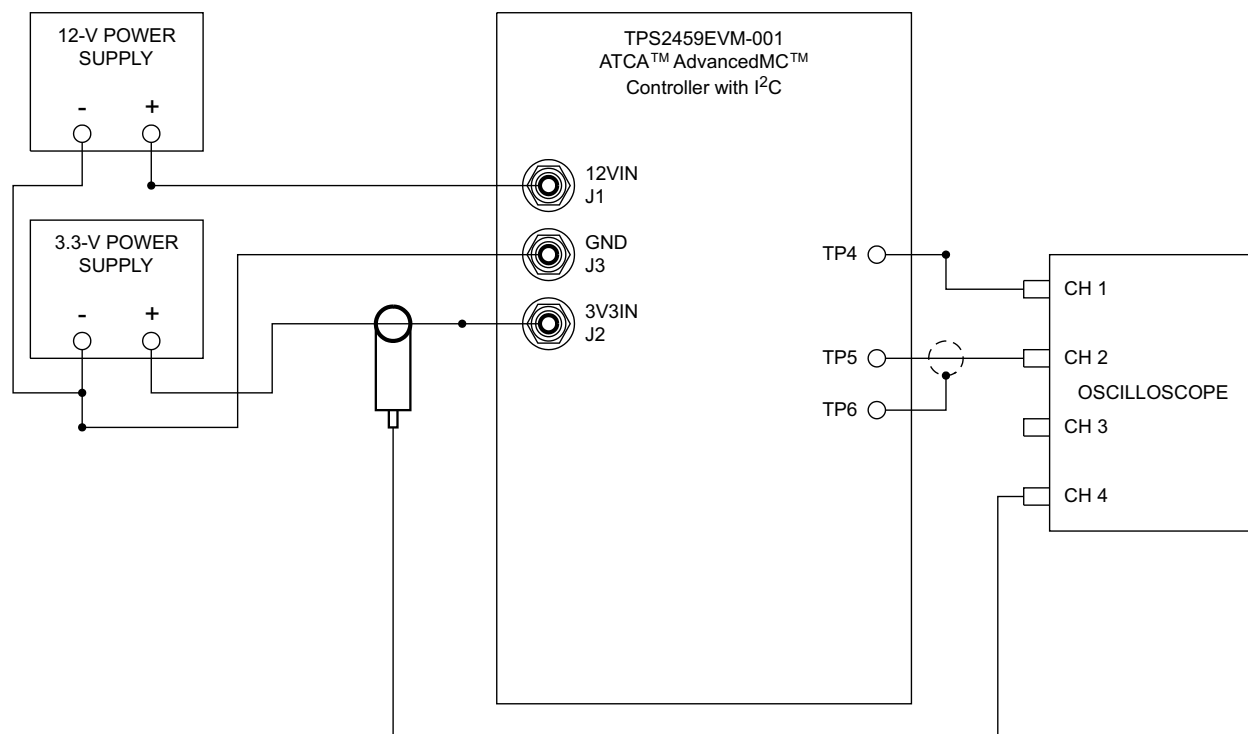 12-V POWER
SUPPLY
- +
3.3-V POWER
SUPPLY
- +
TPS2459EVM-001
ATCA™ AdvancedMC™
Controller with I²C
12VIN
J1
GND
J3
3V3IN
J2
TP4
TP5
TP6
CH 1
CH 2
OSCILLOSCOPE
CH 3
CH 4